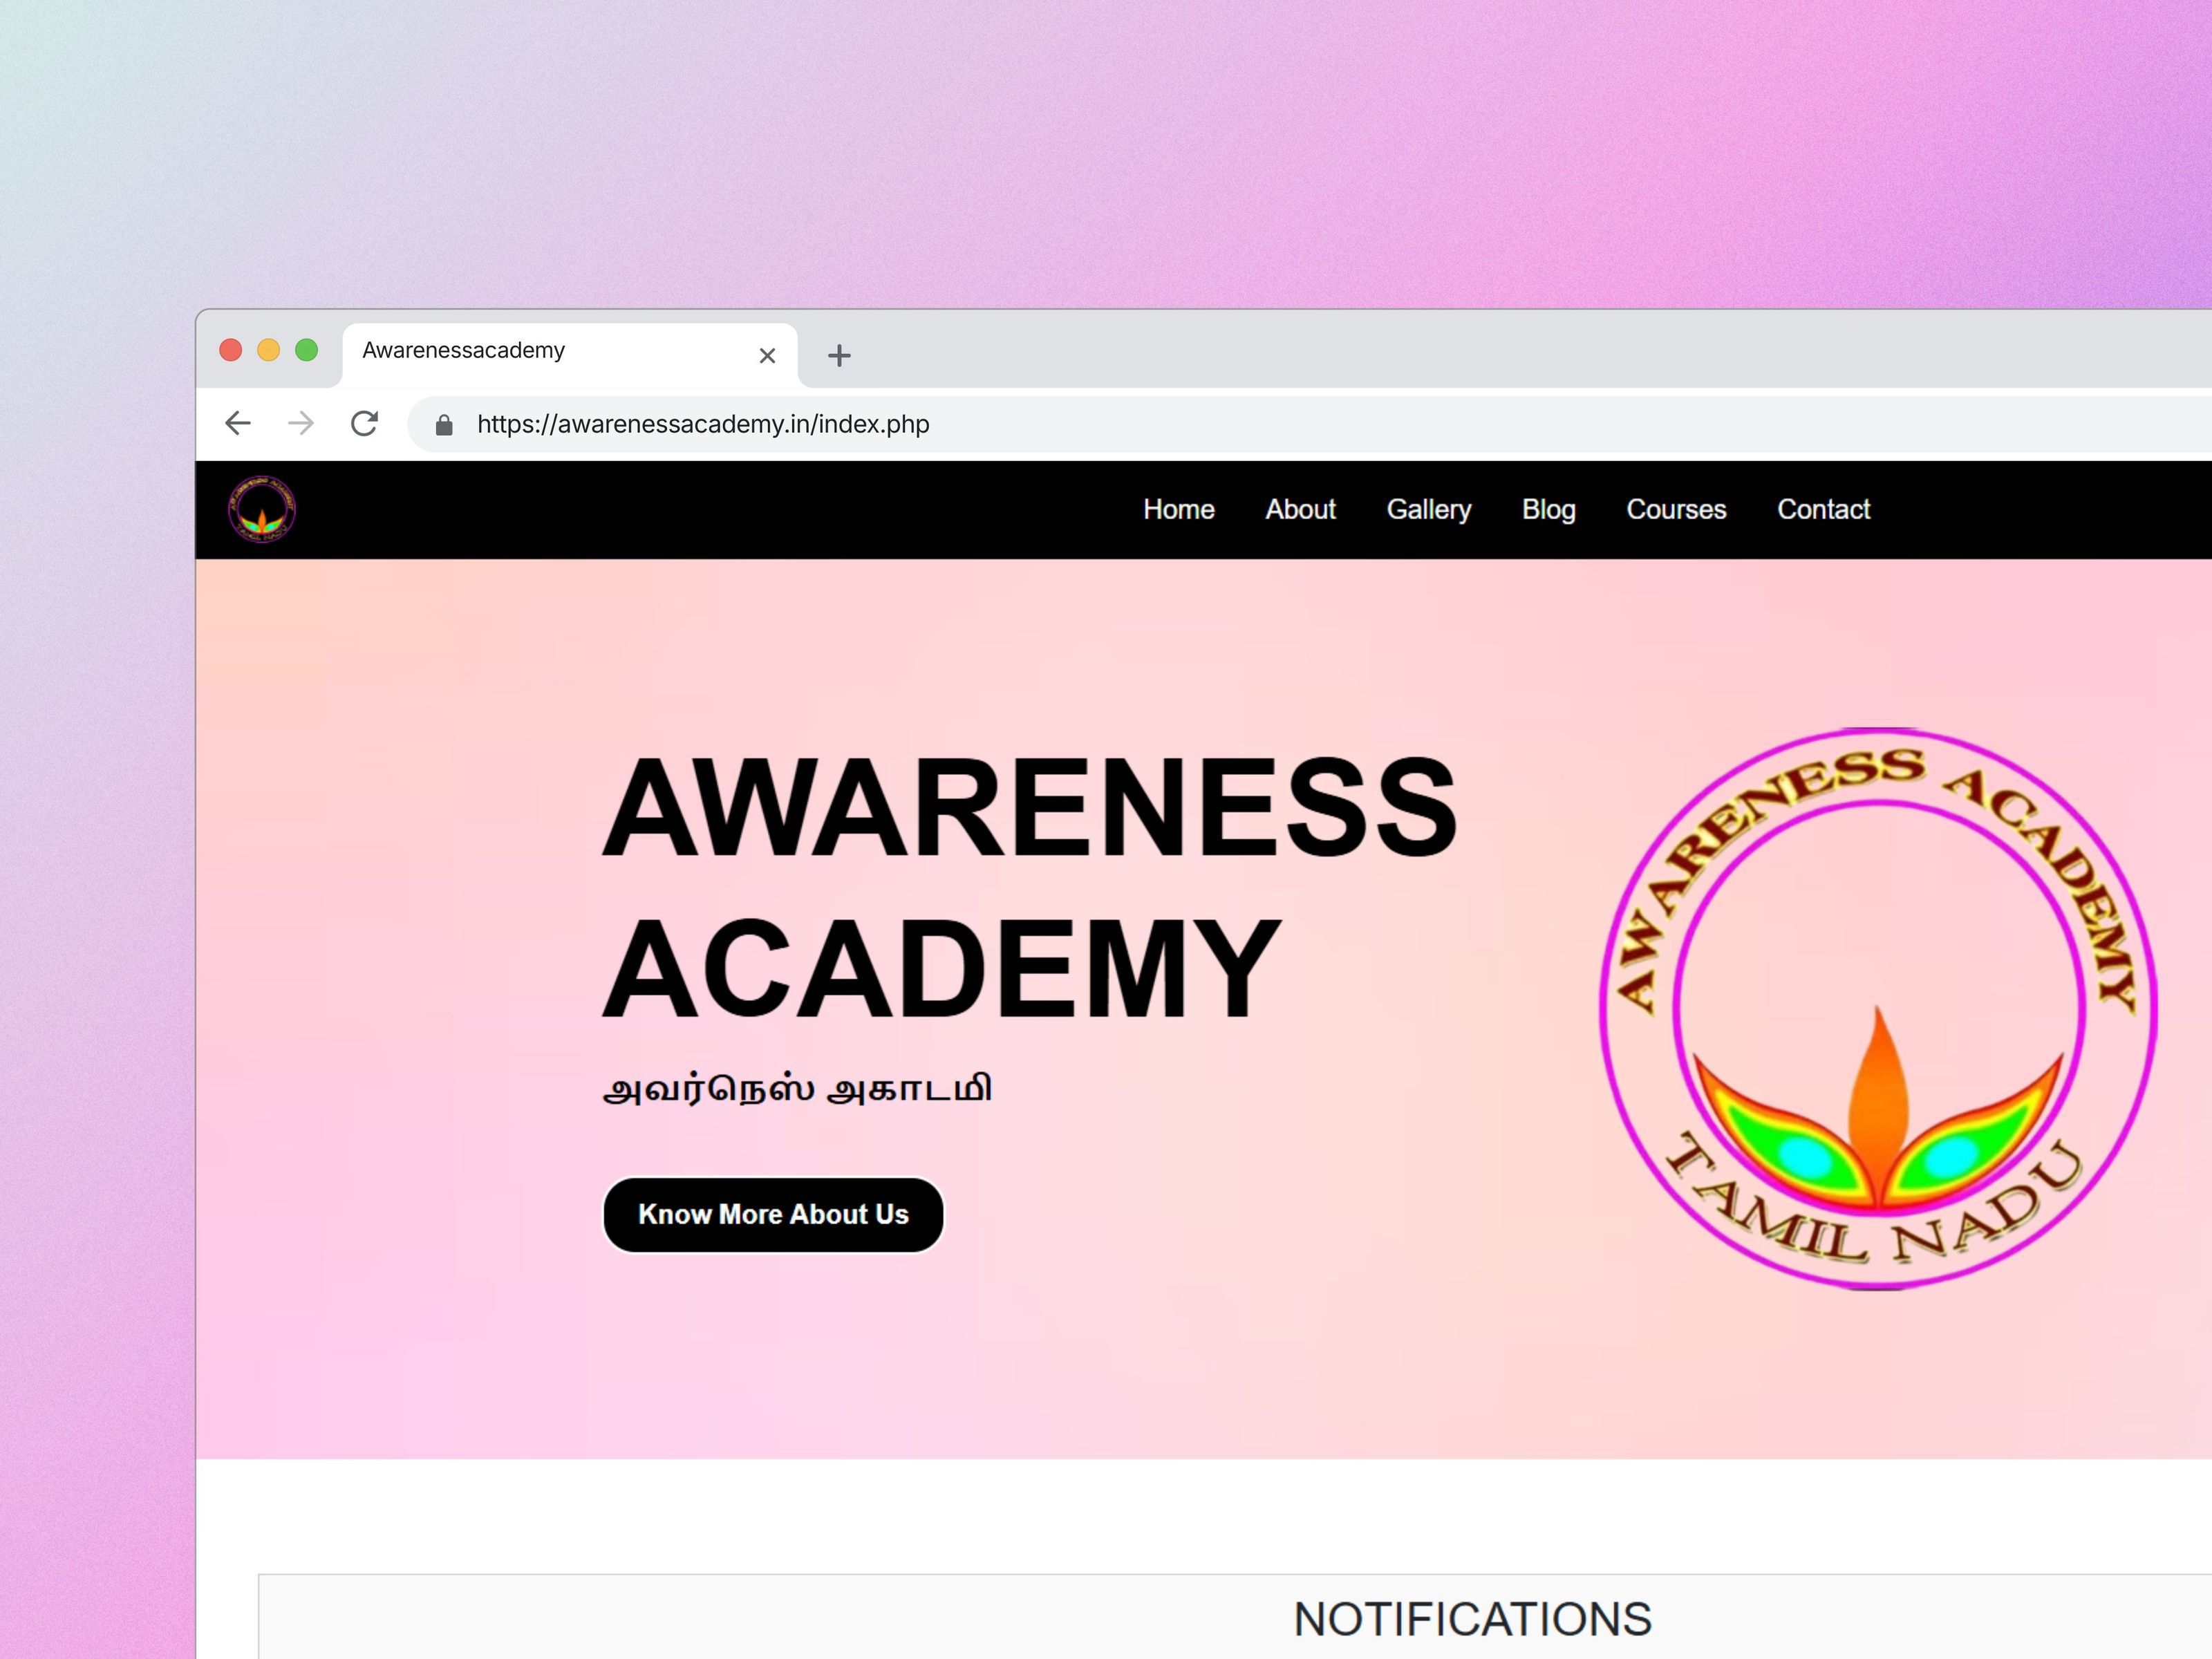 Awarenessacademy
https://awarenessacademy.in/index.php
Home About Gallery Blog Courses Contact
AWARENESS
ACADEMY
அவர்நெஸ் அகாடமி
Know More About Us
AWARENESS ACADEMY
TAMIL NADU
NOTIFICATIONS